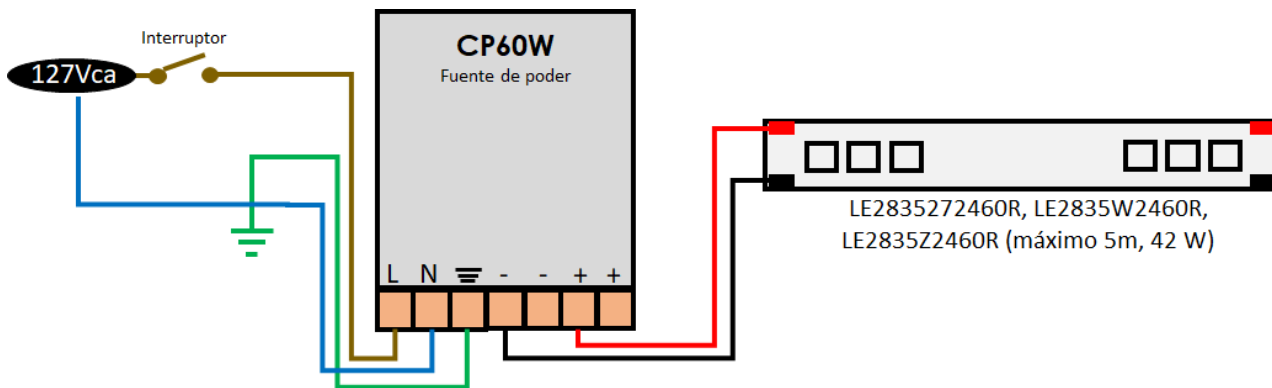 Interruptor
127Vca
CP60W
Fuente de poder
L N - - + +
LE2835272460R, LE2835W2460R,
LE2835Z2460R (máximo 5m, 42 W)